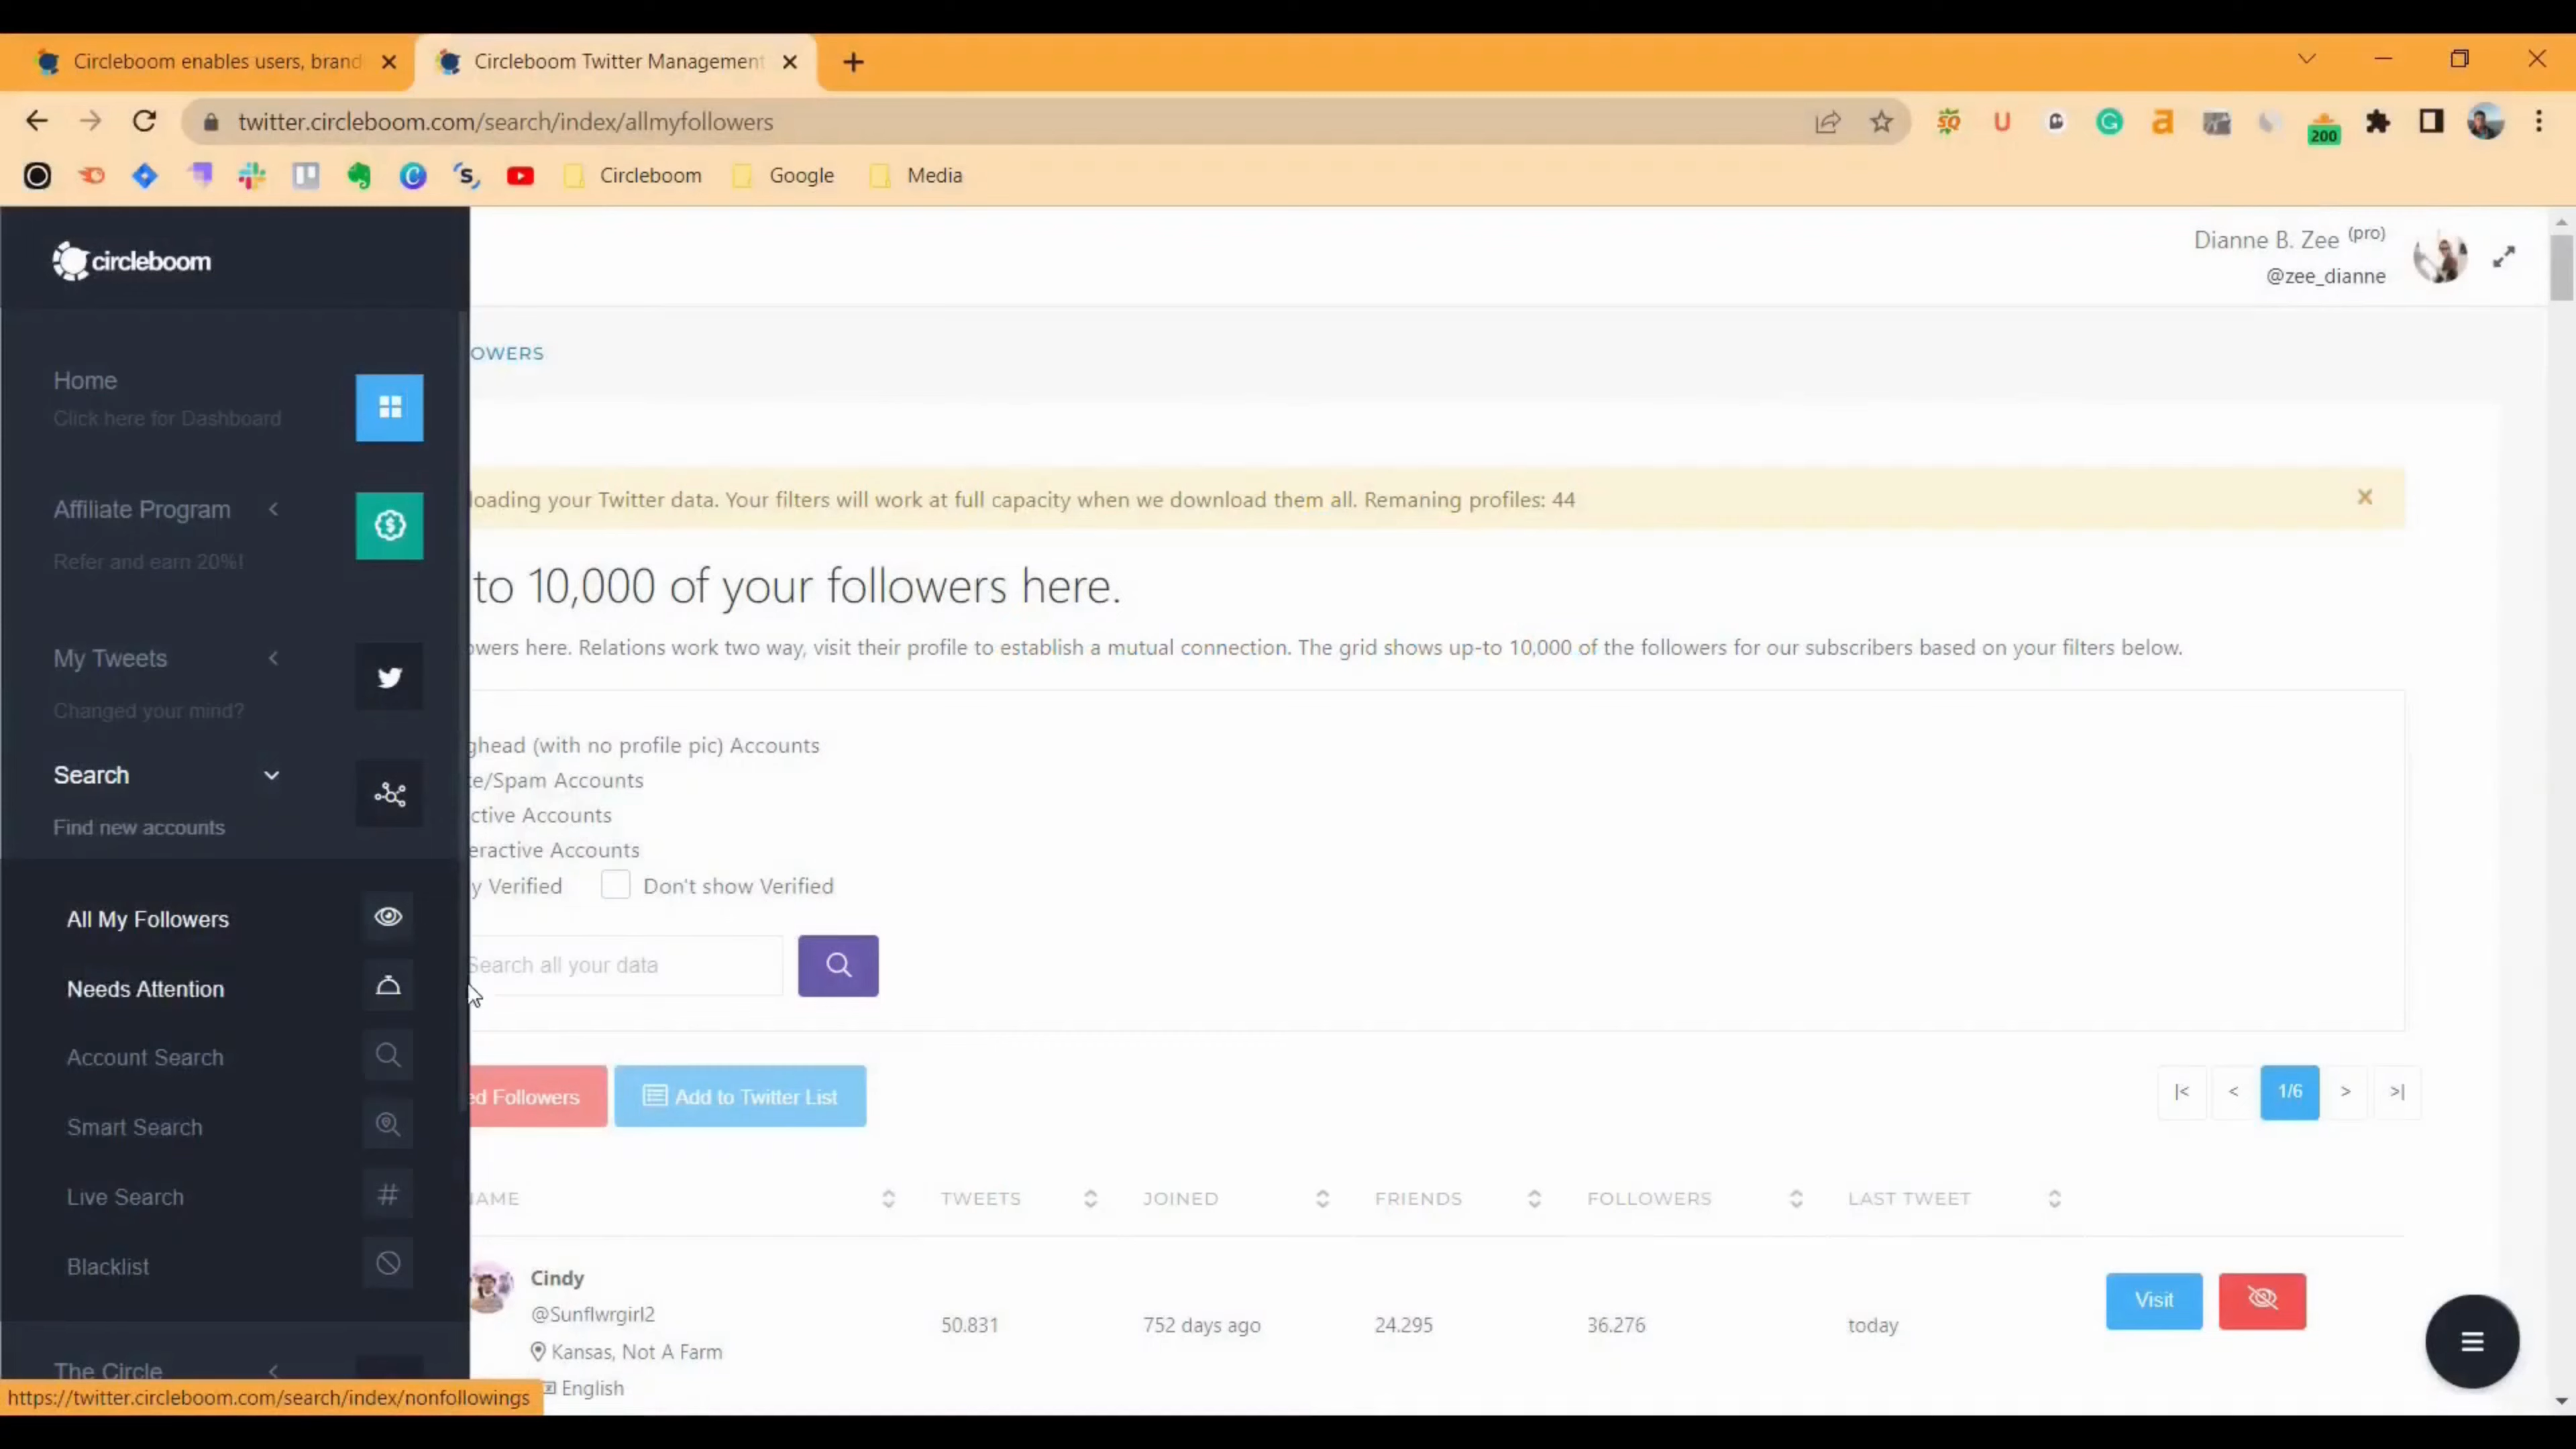 Circleboom enables users, brand
Circleboom Twitter Management
twitter.circleboom.com/search/index/allmyfollowers
200
Circleboom
Google
Media
circleboom
Dianne B. Zee (pro)
@zee_dianne
Home
Click here for Dashboard
Affiliate Program
Refer and earn 20%!
My Tweets
Changed your mind?
Search
Find new accounts
All My Followers
Needs Attention
Account Search
Smart Search
Live Search
Blacklist
The Circle
https://twitter.circleboom.com/search/index/nonfollowings
OWERS
loading your Twitter data. Your filters will work at full capacity when we download them all. Remaning profiles: 44
to 10,000 of your followers here.
owers here. Relations work two way, visit their profile to establish a mutual connection. The grid shows up-to 10,000 of the followers for our subscribers based on your filters below.
ghead (with no profile pic) Accounts
e/Spam Accounts
ctive Accounts
eractive Accounts
y Verified Don't show Verified
Search all your data
ed Followers Add to Twitter List
|< < 1/6 > >|
AME TWEETS JOINED FRIENDS FOLLOWERS LAST TWEET
Cindy
@Sunflwrgirl2
Kansas, Not A Farm
English
50.831 752 days ago 24.295 36.276 today
Visit